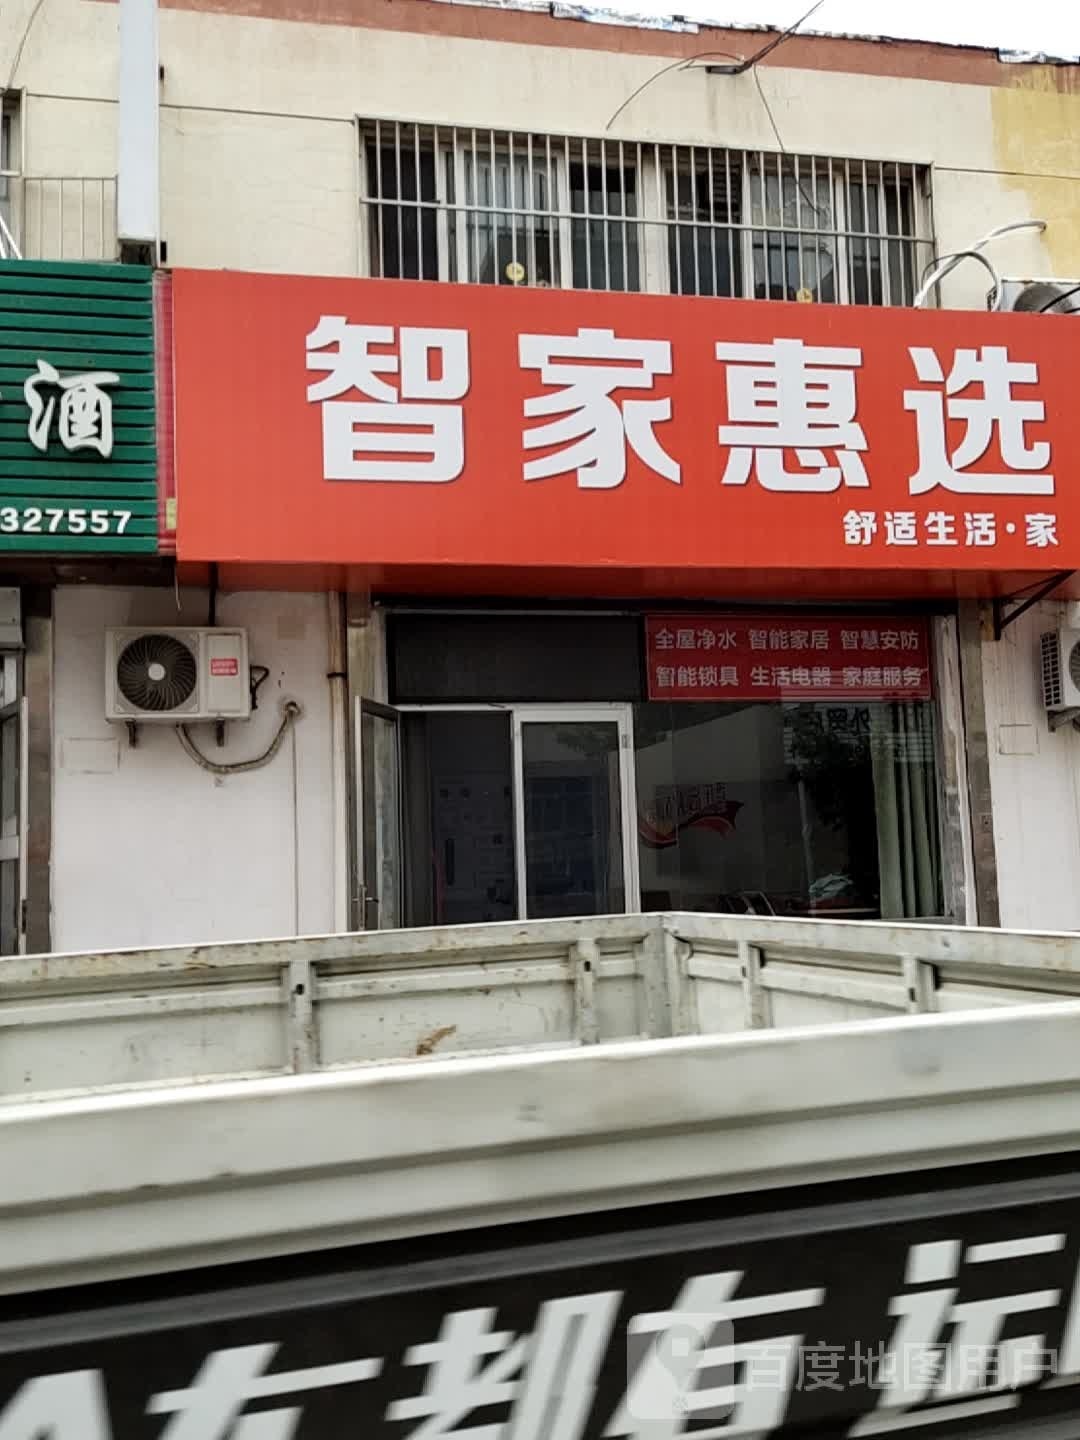 酒
327557
智家惠选
舒适生活·家
全屋净水 智能家居 智慧安防
智能锁具 生活电器 家庭服务
都有
百度地图用户